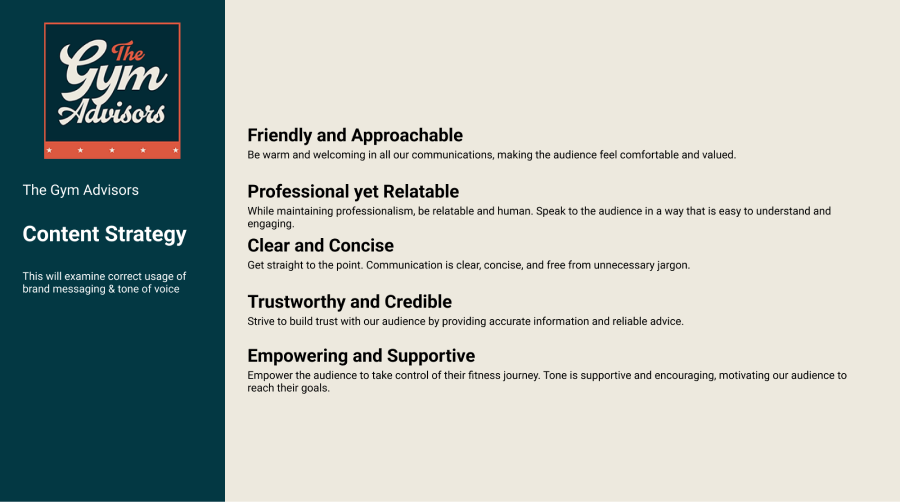 The
Gym
Advisors
The Gym Advisors
Content Strategy
This will examine correct usage of
brand messaging & tone of voice
Friendly and Approachable
Be warm and welcoming in all our communications, making the audience feel comfortable and valued.
Professional yet Relatable
While maintaining professionalism, be relatable and human. Speak to the audience in a way that is easy to understand and
engaging.
Clear and Concise
Get straight to the point. Communication is clear, concise, and free from unnecessary jargon.
Trustworthy and Credible
Strive to build trust with our audience by providing accurate information and reliable advice.
Empowering and Supportive
Empower the audience to take control of their fitness journey. Tone is supportive and encouraging, motivating our audience to
reach their goals.